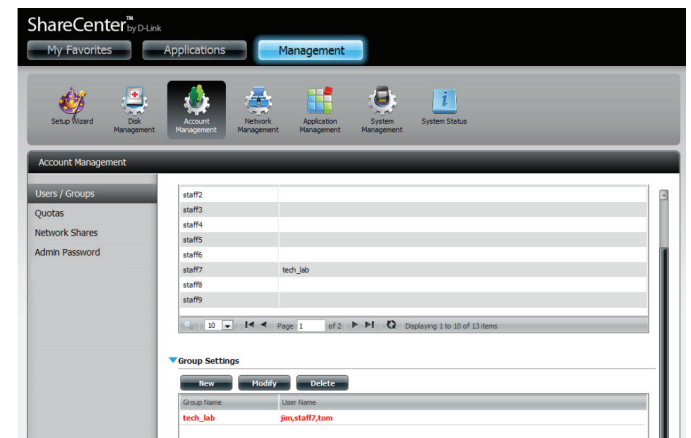 ShareCenter™ by D-Link
My Favorites Applications Management
Setup Wizard Disk Management Account Management Network Management Application Management System Management System Status
Account Management
Users / Groups
Quotas
Network Shares
Admin Password
staff2
staff3
staff4
staff5
staff6
staff7 tech_lab
staff8
staff9
10 Page 1 of 2 Displaying 1 to 10 of 13 items
Group Settings
New Modify Delete
Group Name User Name
tech_lab jim,staff7,tom